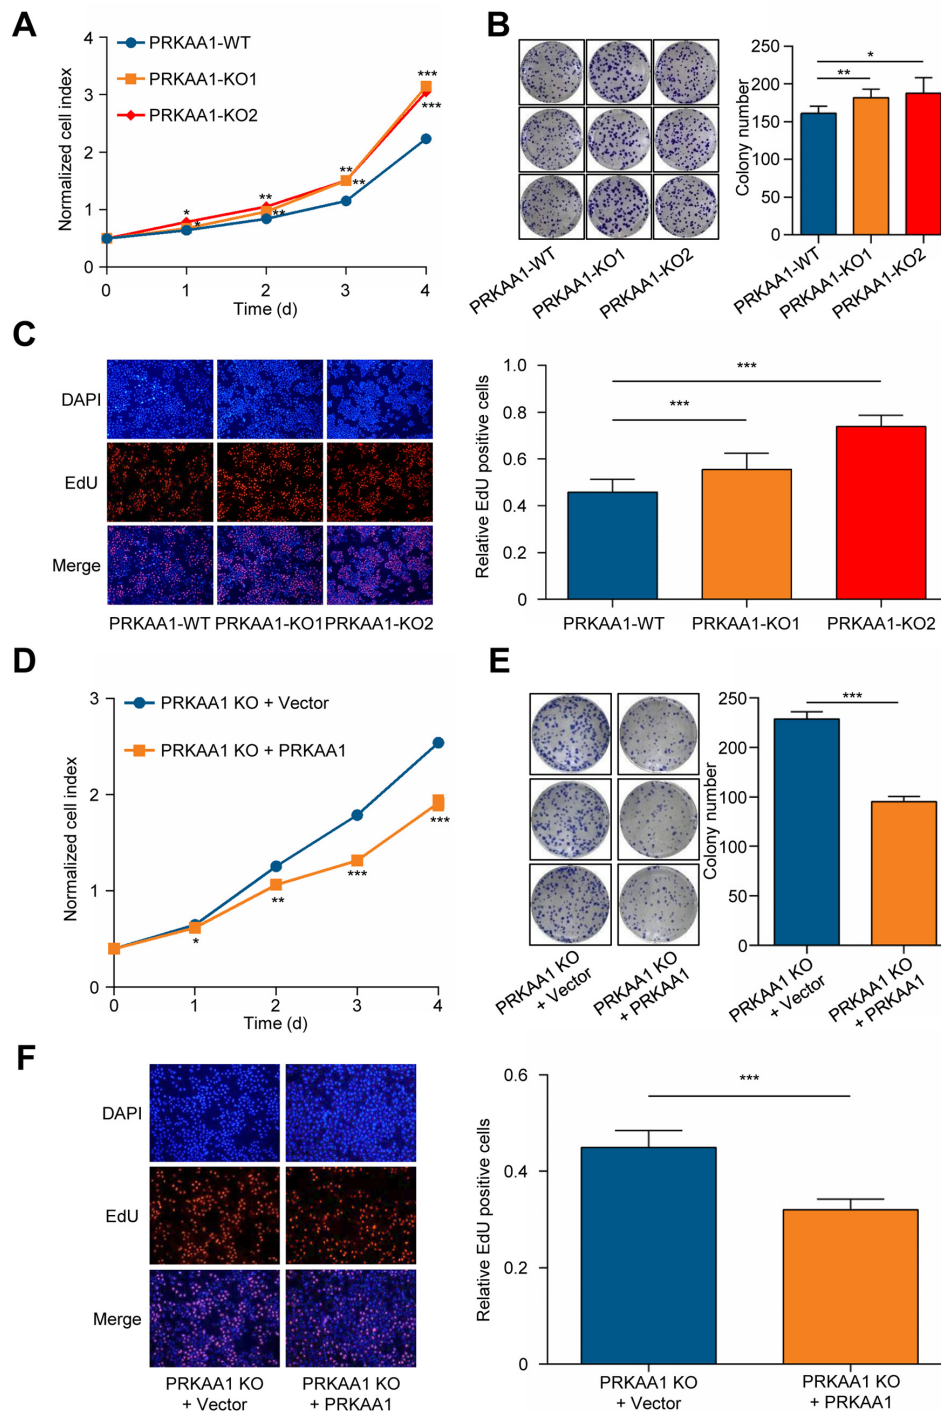 A
4
3
2
1
0
Normalized cell index
PRKAA1-WT
PRKAA1-KO1
PRKAA1-KO2
*
*
**
**
**
**
***
***
0 1 2 3 4
Time (d)
B
PRKAA1-WT
PRKAA1-KO1
PRKAA1-KO2
250
200
150
100
50
0
Colony number
*
**
PRKAA1-WT
PRKAA1-KO1
PRKAA1-KO2
C
DAPI
EdU
Merge
PRKAA1-WT PRKAA1-KO1 PRKAA1-KO2
1.0
0.8
0.6
0.4
0.2
0
Relative EdU positive cells
***
***
PRKAA1-WT PRKAA1-KO1 PRKAA1-KO2
D
3
2
1
0
Normalized cell index
PRKAA1 KO + Vector
PRKAA1 KO + PRKAA1
*
**
***
***
0 1 2 3 4
Time (d)
E
PRKAA1 KO
+ Vector
PRKAA1 KO
+ PRKAA1
250
200
100
100
50
0
Colony number
***
PRKAA1 KO
+ Vector
PRKAA1 KO
+ PRKAA1
F
DAPI
EdU
Merge
PRKAA1 KO
+ Vector
PRKAA1 KO
+ PRKAA1
0.6
0.4
0.2
0
Relative EdU positive cells
***
PRKAA1 KO
+ Vector
PRKAA1 KO
+ PRKAA1